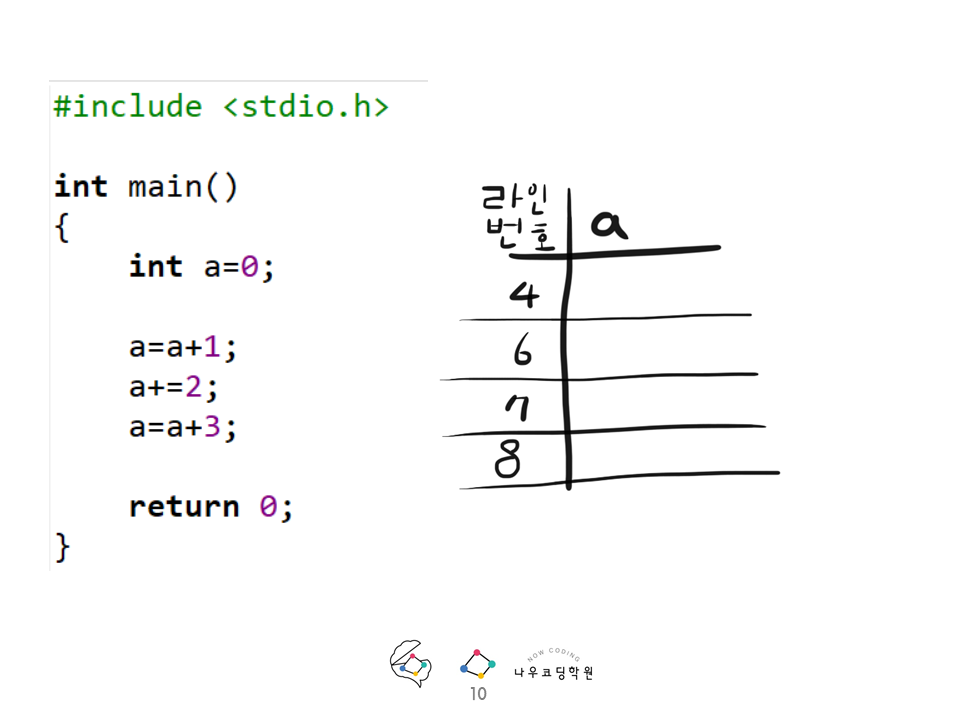 #include <stdio.h>
int main()
{
int a=0;
a=a+1;
a+=2;
a=a+3;
return 0;
}
라인
번호
a
4
6
7
8
NOW CODING
나우코딩학원
10